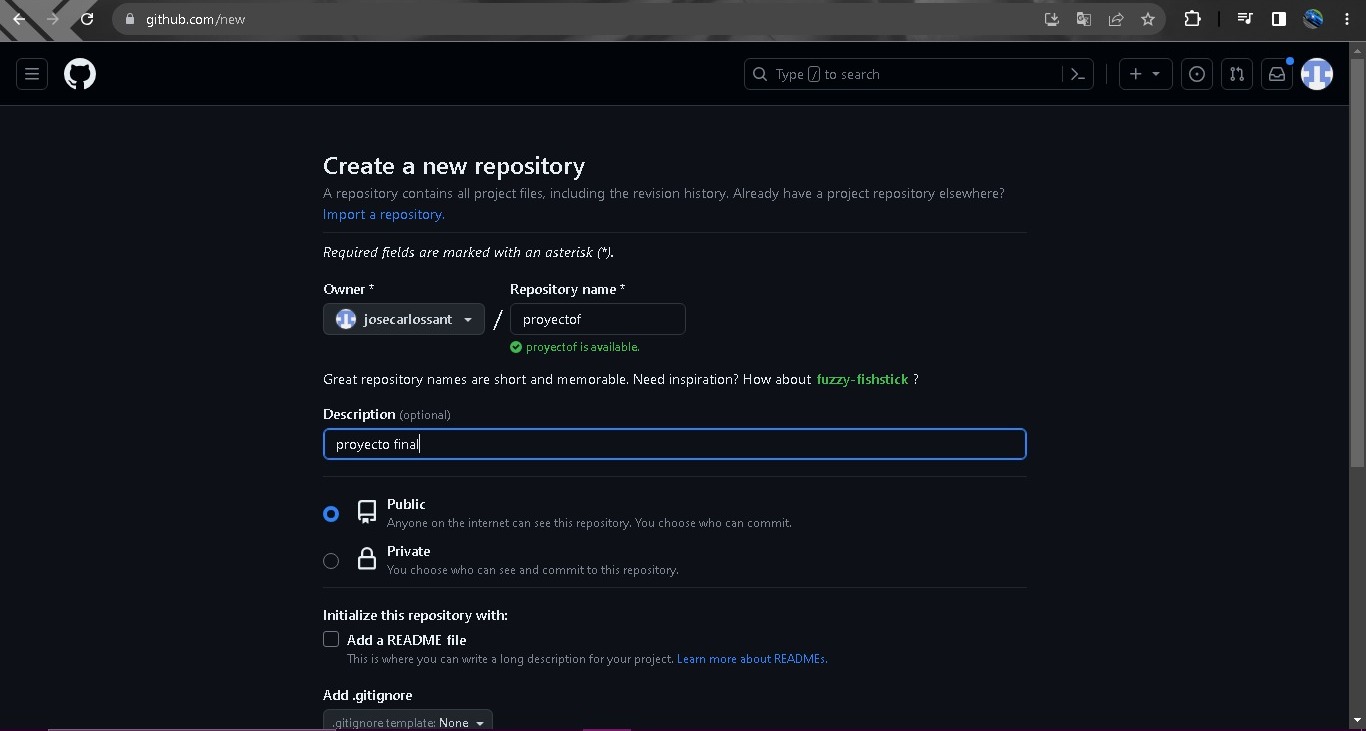 github.com/new
Type / to search
Create a new repository
A repository contains all project files, including the revision history. Already have a project repository elsewhere?
Import a repository.
Required fields are marked with an asterisk (*).
Owner * Repository name *
josecarlossant / proyectof
proyectof is available.
Great repository names are short and memorable. Need inspiration? How about fuzzy-fishstick ?
Description (optional)
proyecto final
Public
Anyone on the internet can see this repository. You choose who can commit.
Private
You choose who can see and commit to this repository.
Initialize this repository with:
Add a README file
This is where you can write a long description for your project. Learn more about READMEs.
Add .gitignore
.gitignore template: None